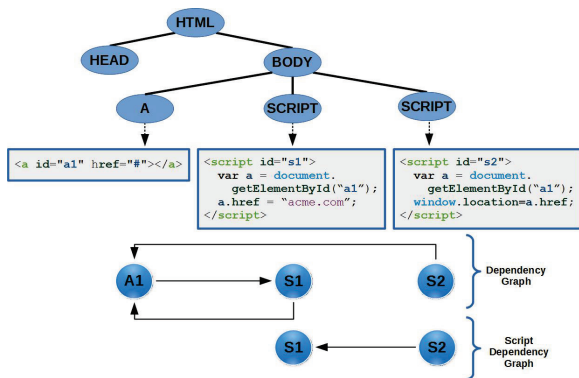 HTML
HEAD
BODY
A
SCRIPT
SCRIPT
<a id="a1" href="#"></a>
<script id="s1">
var a = document.
getElementById(“a1”);
a.href = “acme.com”;
</script>
<script id="s2">
var a = document.
getElementById(“a1”);
window.location=a.href;
</script>
A1
S1
S2
Dependency
Graph
S1
S2
Script
Dependency
Graph